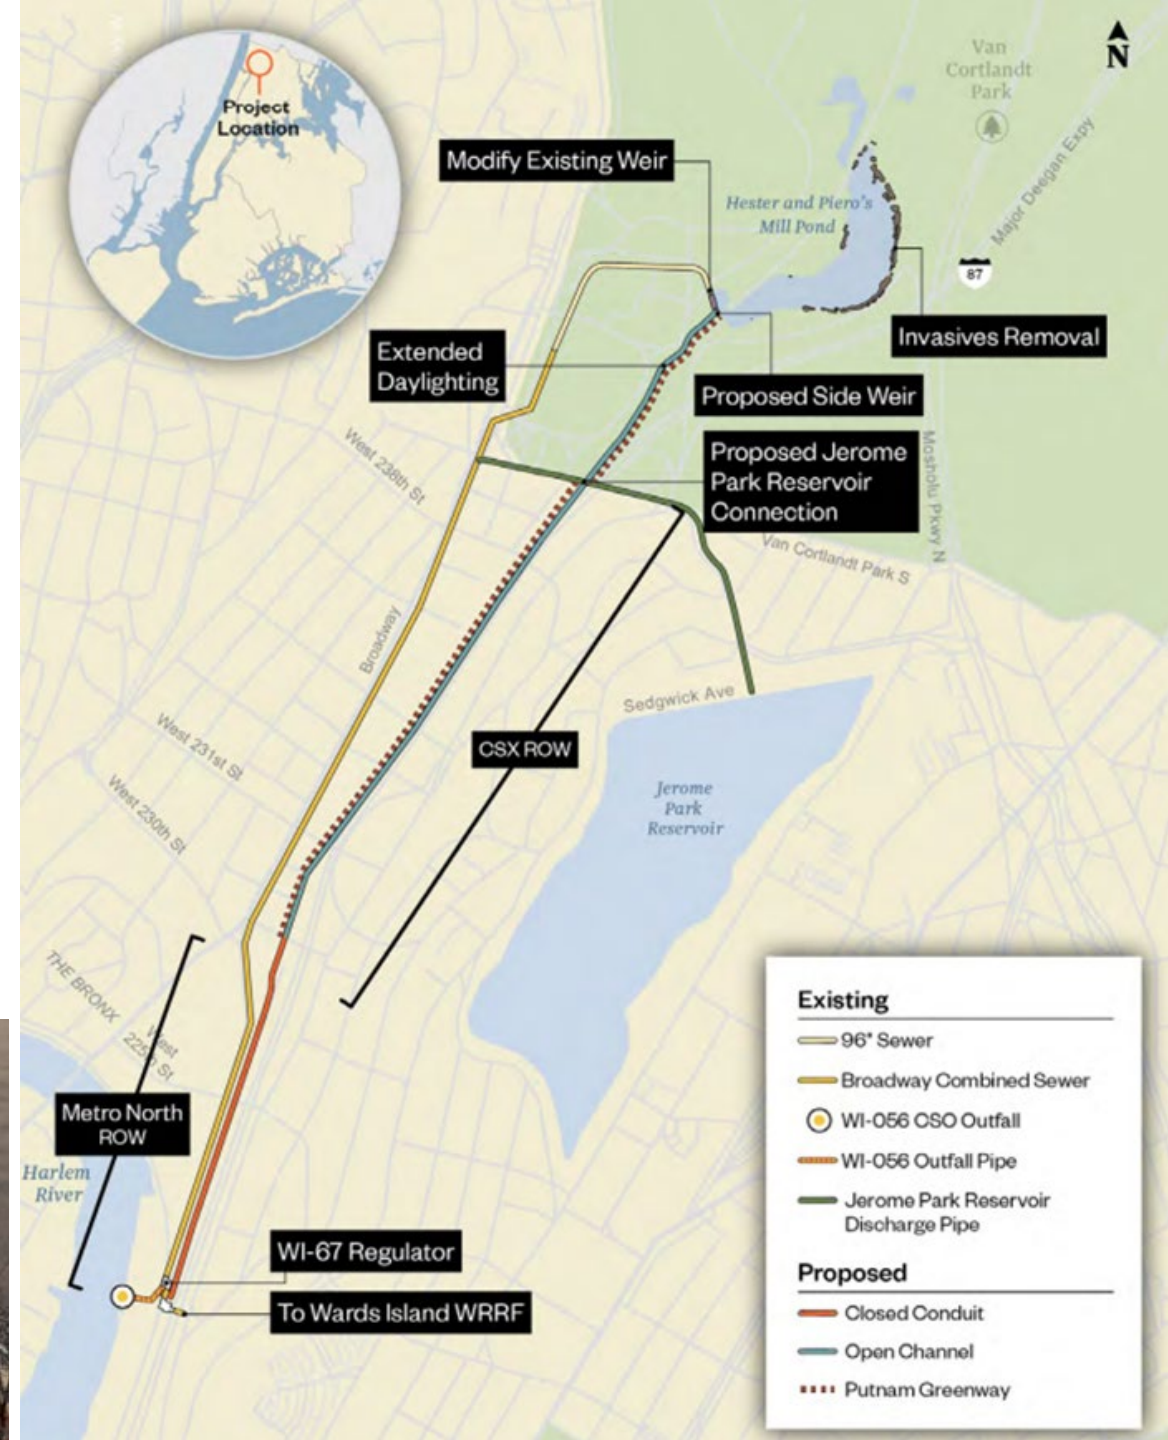 N
Van
Cortlandt
Park
Project
Location
Major Deegan Expy
Modify Existing Weir
Hester and Piero's
Mill Pond
87
Invasives Removal
Extended
Daylighting
Proposed Side Weir
West 238th St
Proposed Jerome
Park Reservoir
Connection
Mosholu Pkwy N
Van Cortlandt Park S
Broadway
Sedgwick Ave
West 231st St
CSX ROW
West 230th St
Jerome
Park
Reservoir
THE BRONX
West
225th St
Metro North
ROW
Harlem
River
WI-67 Regulator
To Wards Island WRRF
Existing
96" Sewer
Broadway Combined Sewer
WI-056 CSO Outfall
WI-056 Outfall Pipe
Jerome Park Reservoir
Discharge Pipe
Proposed
Closed Conduit
Open Channel
Putnam Greenway